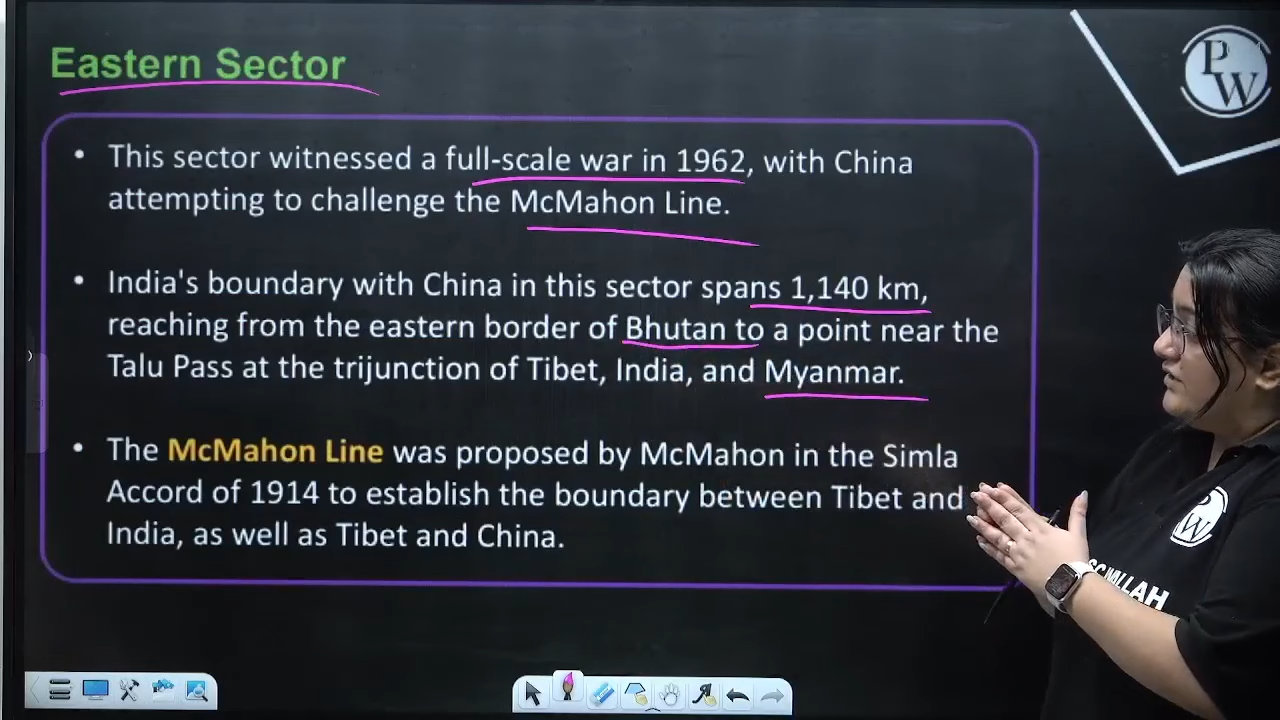 Eastern Sector
PW
• This sector witnessed a full-scale war in 1962, with China
attempting to challenge the McMahon Line.
• India's boundary with China in this sector spans 1,140 km,
reaching from the eastern border of Bhutan to a point near the
Talu Pass at the trijunction of Tibet, India, and Myanmar.
• The McMahon Line was proposed by McMahon in the Simla
Accord of 1914 to establish the boundary between Tibet and
India, as well as Tibet and China.
PW